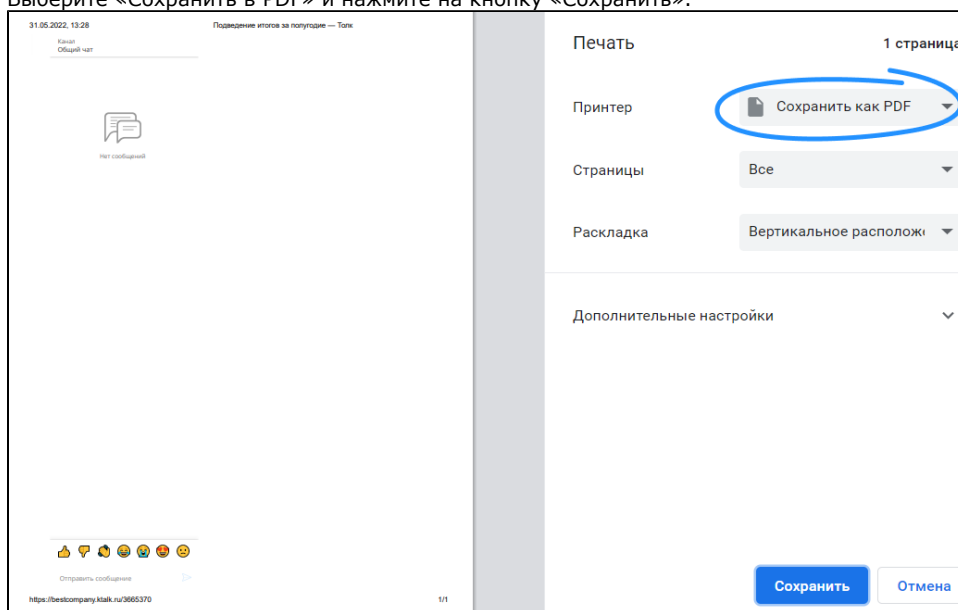 Выберите «Сохранить в PDF» и нажмите на кнопку «Сохранить».
31.05.2022, 13:28 Подведение итогов за полугодие — Толк
Канал
Общий чат
Нет сообщений
Отправить сообщение
https://bestcompany.ktalk.ru/3665370 1/1
Печать 1 страница
Принтер Сохранить как PDF
Страницы Все
Раскладка Вертикальное располож
Дополнительные настройки
Сохранить Отмена